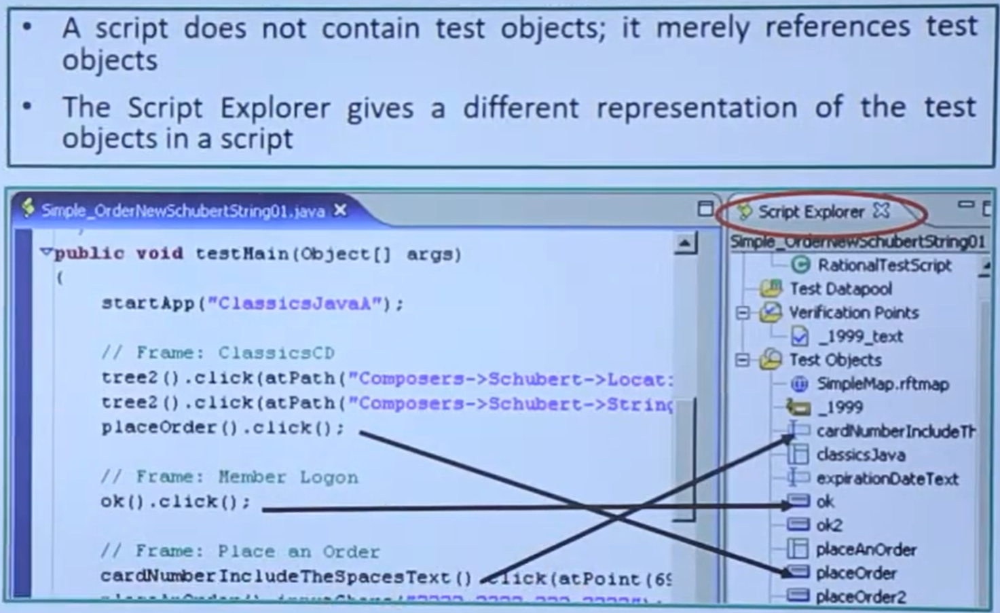 • A script does not contain test objects; it merely references test
objects
• The Script Explorer gives a different representation of the test
objects in a script
Simple_OrderNewSchubertString01.java
public void testMain(Object[] args)
{
startApp("ClassicsJavaA");
// Frame: ClassicsCD
tree2().click(atPath("Composers->Schubert->Locat
tree2().click(atPath("Composers->Schubert->String
placeOrder().click();
// Frame: Member Logon
ok().click();
// Frame: Place an Order
cardNumberIncludeTheSpacesText().click(atPoint(69
Script Explorer
Simple_OrderNewSchubertString01
RationalTestScript
Test Datapool
Verification Points
_1999_text
Test Objects
SimpleMap.rftmap
_1999
cardNumberIncludeTh
classicsJava
expirationDateText
ok
ok2
placeAnOrder
placeOrder
placeOrder2